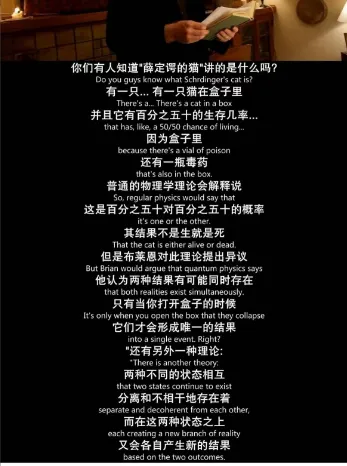 你们有人知道"薛定谔的猫"讲的是什么吗?
Do you guys know what Schrdinger's cat is?
有一只... 有一只猫在盒子里
There's a... There's a cat in a box
并且它有百分之五十的生存几率...
that has, like, a 50/50 chance of living...
因为盒子里
because there's a vial of poison
还有一瓶毒药
that's also in the box.
普通的物理学理论会解释说
So, regular physics would say that
这是百分之五十对百分之五十的概率
it's one or the other.
其结果不是生就是死
That the cat is either alive or dead.
但是布莱恩对此理论提出异议
But Brian would argue that quantum physics says
他认为两种结果有可能同时存在
that both realities exist simultaneously.
只有当你打开盒子的时候
It's only when you open the box that they collapse
它们才会形成唯一的结果
into a single event. Right?
"还有另外一种理论:
"There is another theory:
两种不同的状态相互
that two states continue to exist
分离和不相干地存在着
separate and decoherent from each other,
而在这两种状态之上
each creating a new branch of reality
又会各自产生新的结果
based on the two outcomes.